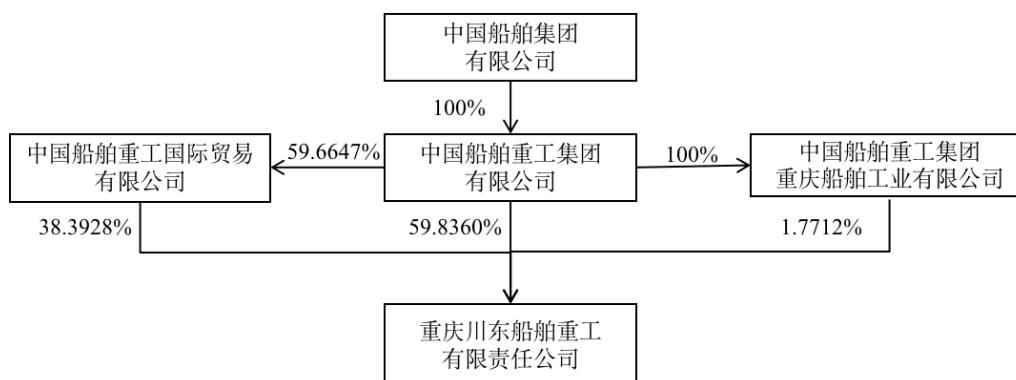 中国船舶集团
有限公司
100%
中国船舶重工国际贸易
有限公司
59.6647%
中国船舶重工集团
有限公司
100%
中国船舶重工集团
重庆船舶工业有限公司
38.3928%
59.8360%
1.7712%
重庆川东船舶重工
有限责任公司